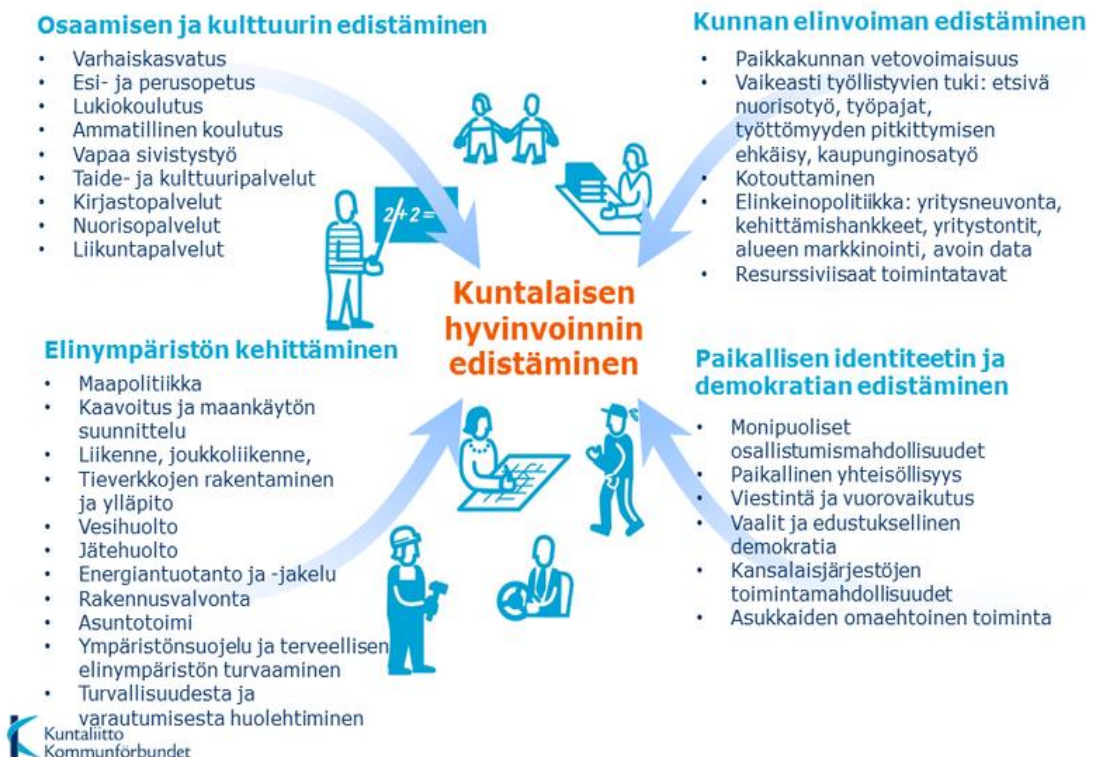 Osaamisen ja kulttuurin edistäminen
• Varhaiskasvatus
• Esi- ja perusopetus
• Lukiokoulutus
• Ammatillinen koulutus
• Vapaa sivistystyö
• Taide- ja kulttuuripalvelut
• Kirjastopalvelut
• Nuorisopalvelut
• Liikuntapalvelut
2+2=
Kunnan elinvoiman edistäminen
• Paikkakunnan vetovoimaisuus
• Vaikeasti työllistyvien tuki: etsivä
nuorisotyö, työpajat,
työttömyyden pitkittymisen
ehkäisy, kaupunginosatyö
• Kotouttaminen
• Elinkeinopolitiikka: yritysneuvonta,
kehittämishankkeet, yritystontit,
alueen markkinointi, avoin data
• Resurssiviisaat toimintatavat
Kuntalaisen
hyvinvoinnin
edistäminen
Elinympäristön kehittäminen
• Maapolitiikka
• Kaavoitus ja maankäytön
suunnittelu
• Liikenne, joukkoliikenne,
• Tieverkkojen rakentaminen
ja ylläpito
• Vesihuolto
• Jätehuolto
• Energiantuotanto ja -jakelu
• Rakennusvalvonta
• Asuntotoimi
• Ympäristönsuojelu ja terveellisen
elinympäristön turvaaminen
• Turvallisuudesta ja
varautumisesta huolehtiminen
Paikallisen identiteetin ja
demokratian edistäminen
• Monipuoliset
osallistumismahdollisuudet
• Paikallinen yhteisöllisyys
• Viestintä ja vuorovaikutus
• Vaalit ja edustuksellinen
demokratia
• Kansalaisjärjestöjen
toimintamahdollisuudet
• Asukkaiden omaehtoinen toiminta
Kuntaliitto
Kommunförbundet